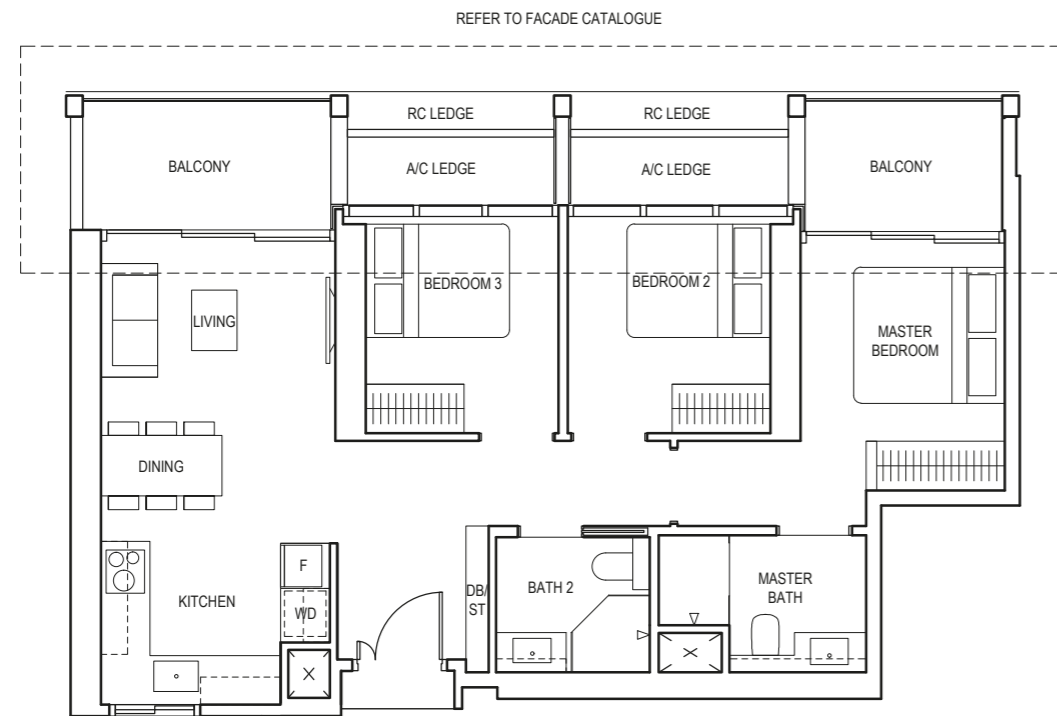 REFER TO FACADE CATALOGUE
RC LEDGE
RC LEDGE
BALCONY
A/C LEDGE
A/C LEDGE
BALCONY
BEDROOM 3
BEDROOM 2
LIVING
MASTER
BEDROOM
DINING
F
WD
KITCHEN
DB/
ST
BATH 2
MASTER
BATH